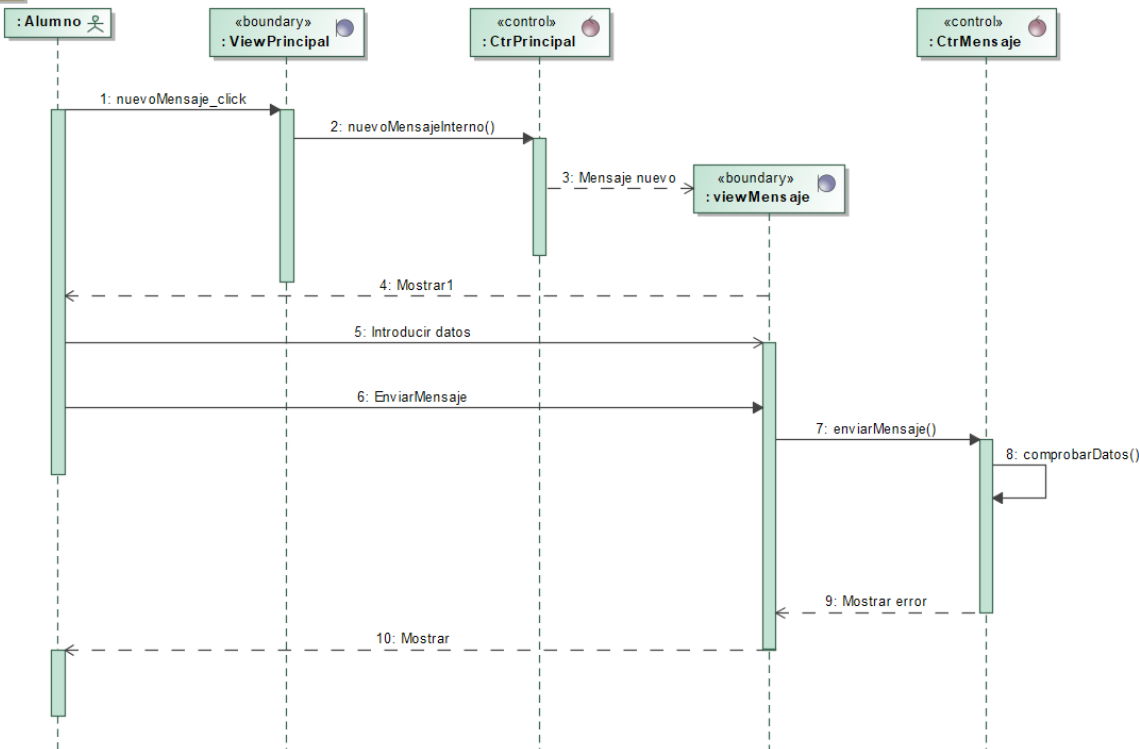 : Alumno
«boundary»
: ViewPrincipal
«control»
: CtrPrincipal
«control»
: CtrMensaje
1: nuevoMensaje_click
2: nuevoMensajeInterno()
3: Mensaje nuevo
«boundary»
: viewMensaje
4: Mostrar1
5: Introducir datos
6: EnviarMensaje
7: enviarMensaje()
8: comprobarDatos()
9: Mostrar error
10: Mostrar